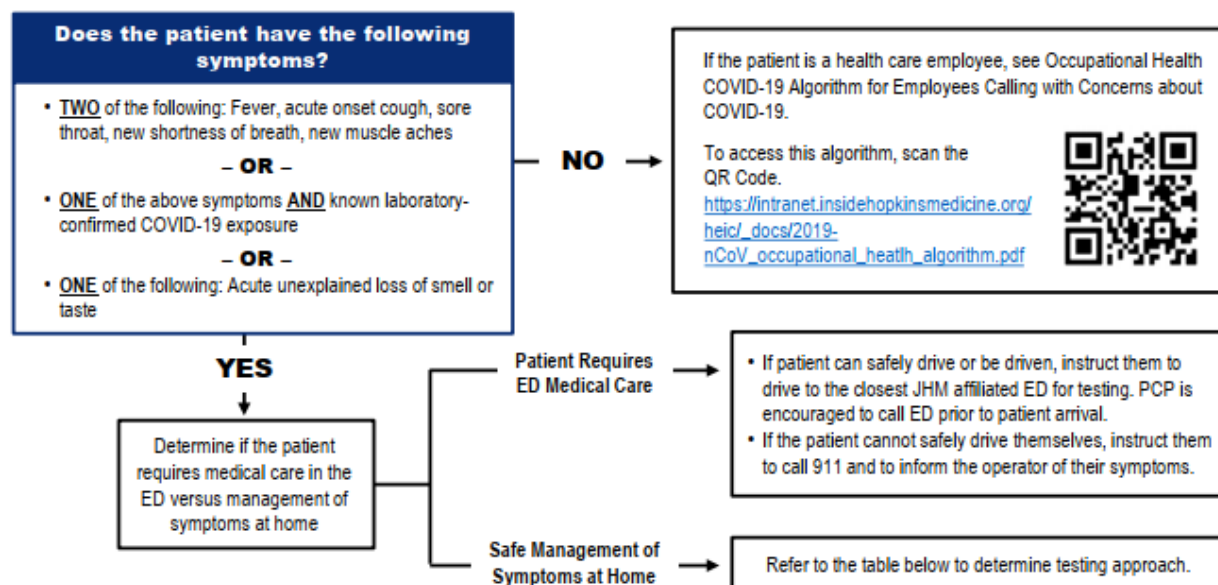 Does the patient have the following
symptoms?
• TWO of the following: Fever, acute onset cough, sore
throat, new shortness of breath, new muscle aches
– OR –
• ONE of the above symptoms AND known laboratory-
confirmed COVID-19 exposure
– OR –
• ONE of the following: Acute unexplained loss of smell or
taste
NO
If the patient is a health care employee, see Occupational Health
COVID-19 Algorithm for Employees Calling with Concerns about
COVID-19.
To access this algorithm, scan the
QR Code.
https://intranet.insidehopkinsmedicine.org/
heic/_docs/2019-
nCoV_occupational_heatlh_algorithm.pdf
YES
Determine if the patient
requires medical care in the
ED versus management of
symptoms at home
Patient Requires
ED Medical Care
• If patient can safely drive or be driven, instruct them to
drive to the closest JHM affiliated ED for testing. PCP is
encouraged to call ED prior to patient arrival.
• If the patient cannot safely drive themselves, instruct them
to call 911 and to inform the operator of their symptoms.
Safe Management of
Symptoms at Home
Refer to the table below to determine testing approach.